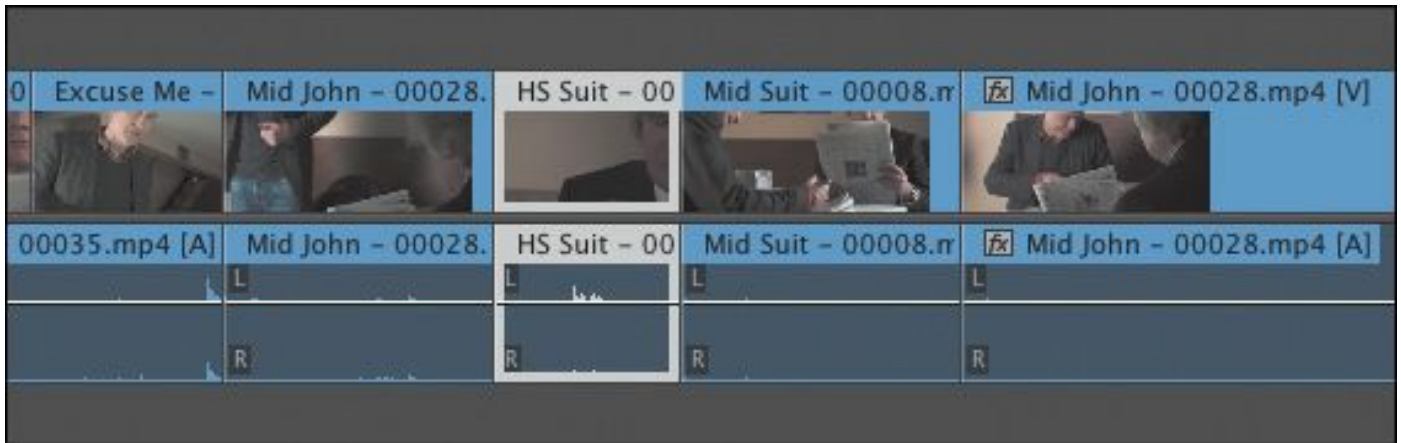 0 Excuse Me – Mid John – 00028. HS Suit – 00 Mid Suit – 00008.m fx Mid John – 00028.mp4 [V]
00035.mp4 [A] Mid John – 00028. HS Suit – 00 Mid Suit – 00008.m fx Mid John – 00028.mp4 [A]
L L L L
R R R R